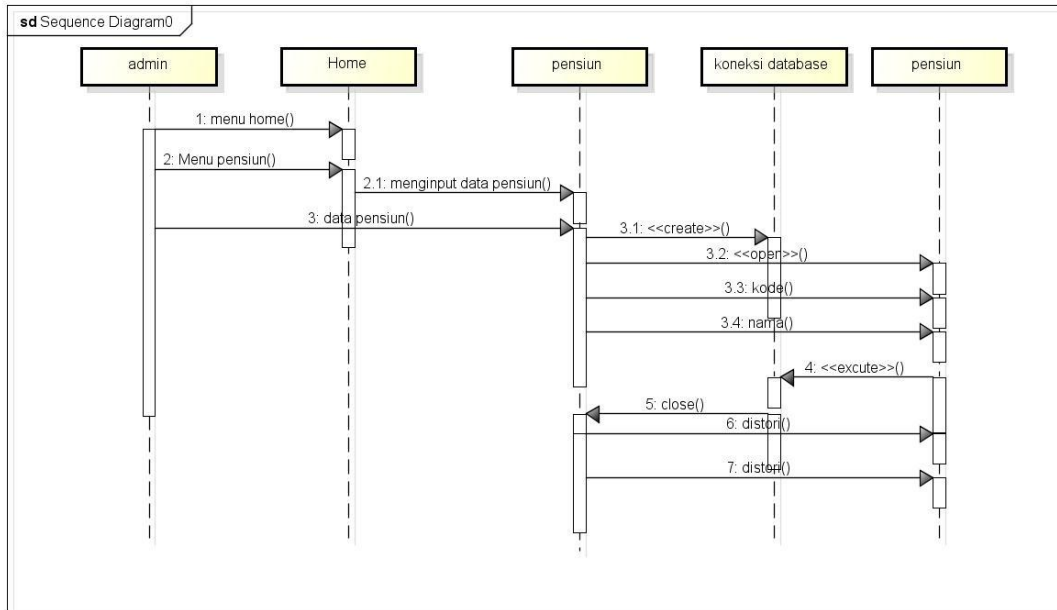 sd Sequence Diagram0
admin
Home
pensiun
koneksi database
pensiun
1: menu home()
2: Menu pensiun()
2.1: menginput data pensiun()
3: data pensiun()
3.1: <<create>>()
3.2: <<open>>()
3.3: kode()
3.4: nama()
4: <<excute>>()
5: close()
6: distori()
7: distori()